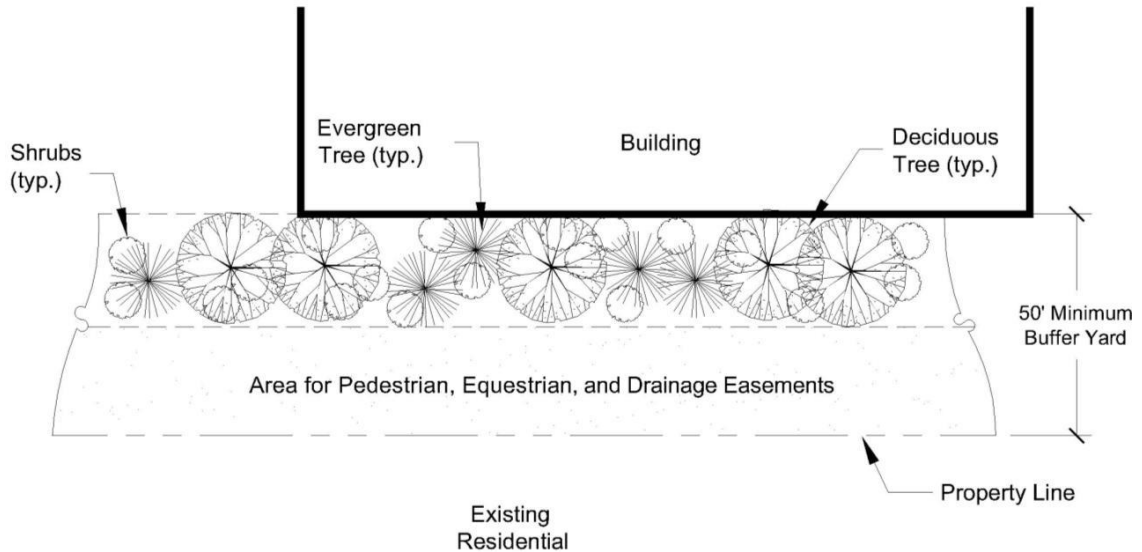 Evergreen
Tree (typ.)
Building
Deciduous
Tree (typ.)
Shrubs
(typ.)
50' Minimum
Buffer Yard
Area for Pedestrian, Equestrian, and Drainage Easements
Property Line
Existing
Residential